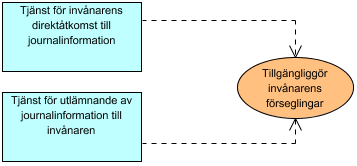 Tjänst för invånarens
direktåtkomst till
journalinformation
Tillgängliggör
invånarens
förseglingar
Tjänst för utlämnande av
journalinformation till
invånaren